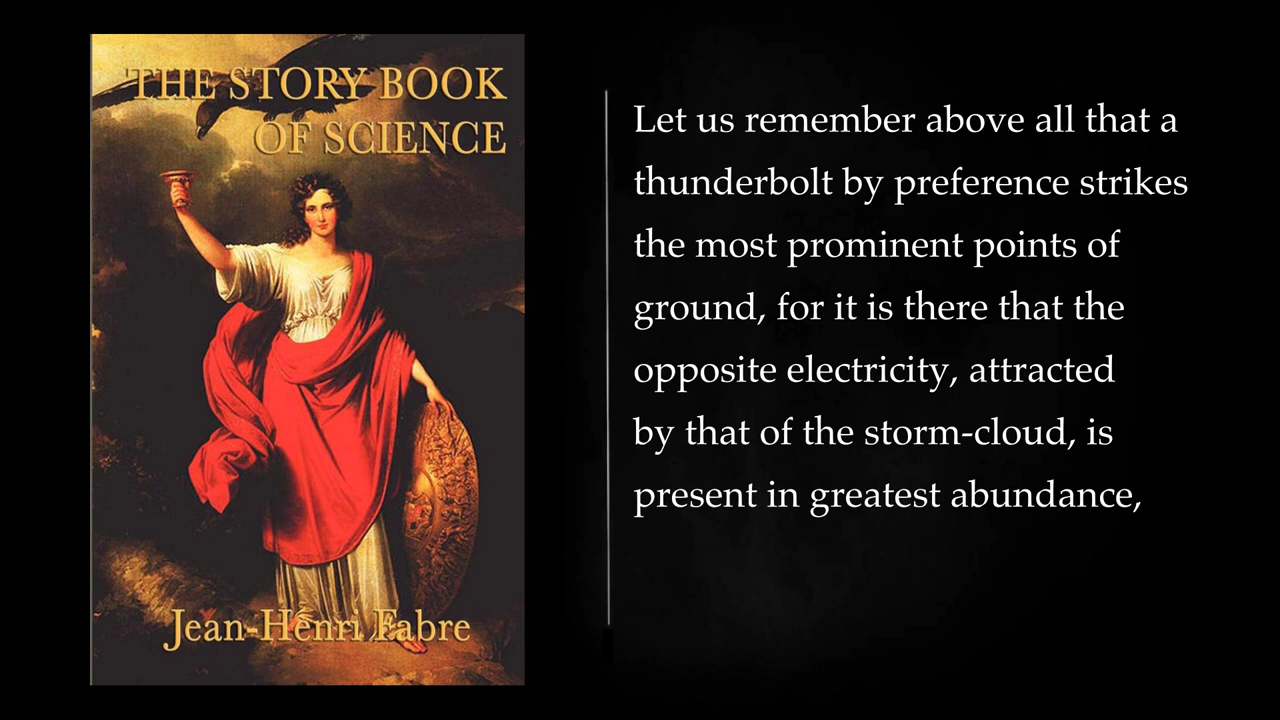 THE STORY BOOK
OF SCIENCE
Jean-Henri Fabre
Let us remember above all that a
thunderbolt by preference strikes
the most prominent points of
ground, for it is there that the
opposite electricity, attracted
by that of the storm-cloud, is
present in greatest abundance,